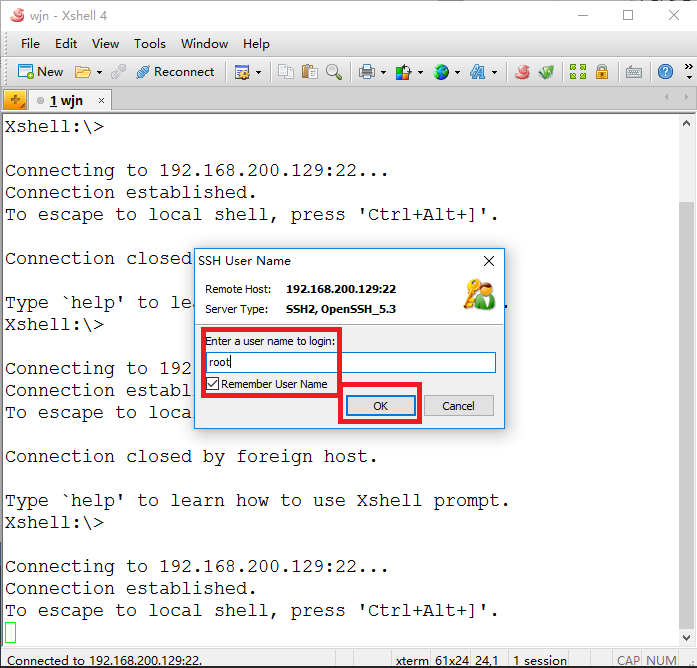 wjn - Xshell 4
File Edit View Tools Window Help
New Reconnect
1 wjn
Xshell:\>
Connecting to 192.168.200.129:22...
Connection established.
To escape to local shell, press 'Ctrl+Alt+]'.
Connection closed
Type `help' to lea
.
Xshell:\>
Connecting to 192
Connection establ
To escape to loca
SSH User Name
Remote Host: 192.168.200.129:22
Server Type: SSH2, OpenSSH_5.3
Enter a user name to login:
root
Remember User Name
OK Cancel
Connection closed by foreign host.
Type `help' to learn how to use Xshell prompt.
Xshell:\>
Connecting to 192.168.200.129:22...
Connection established.
To escape to local shell, press 'Ctrl+Alt+]'.
Connected to 192.168.200.129:22. xterm 61x24 24,1 1 session CAP NUM